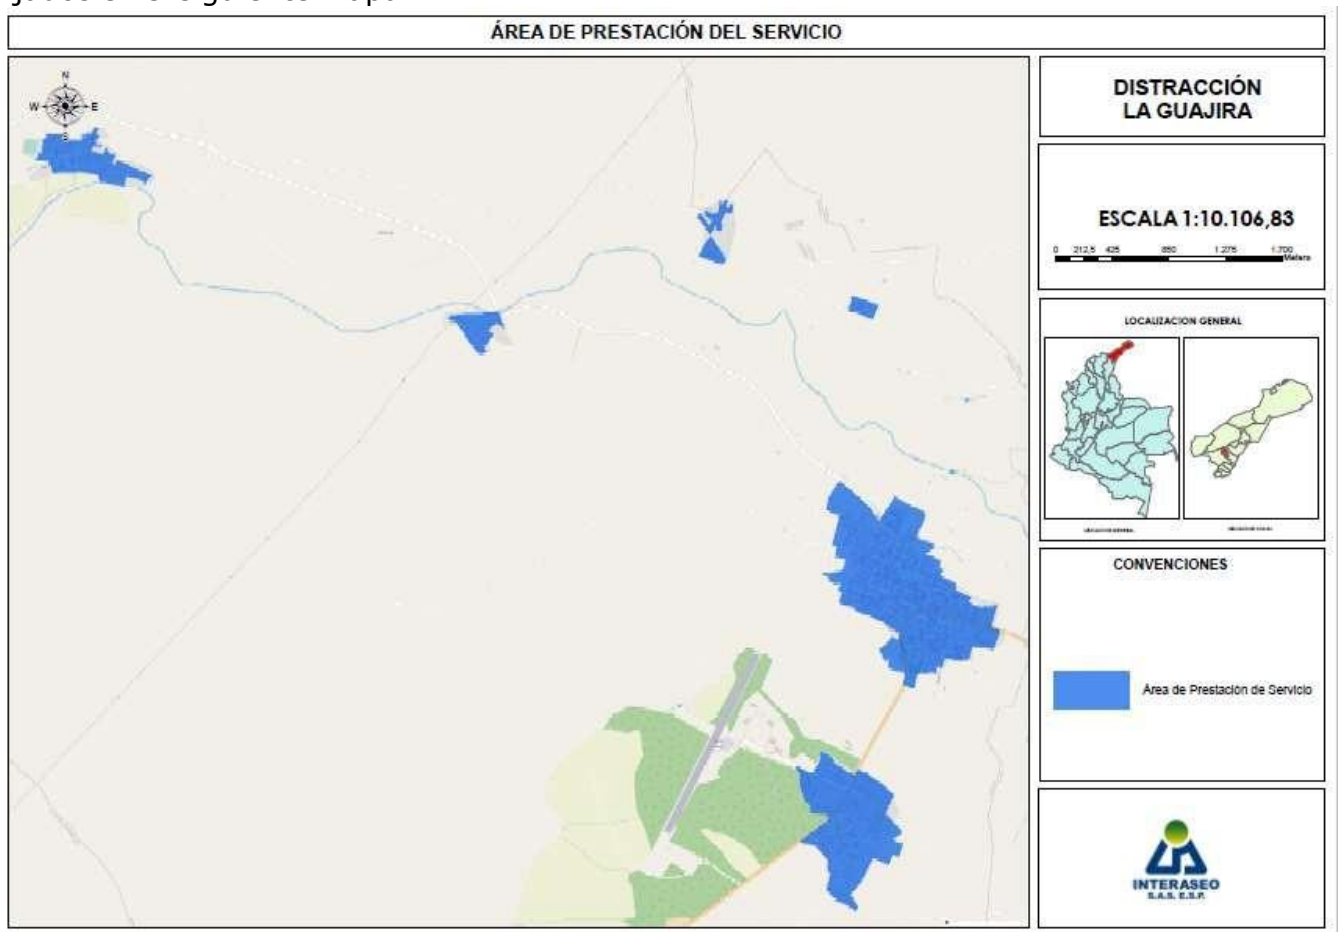 ÁREA DE PRESTACIÓN DEL SERVICIO
N
W
E
S
DISTRACCIÓN
LA GUAJIRA
ESCALA 1:10.106,83
0 212,5 425 850 1.275 1.700
Meters
LOCALIZACION GENERAL
CONVENCIONES
Área de Prestación de Servicio
INTERASEO
S.A.S. E.S.P.